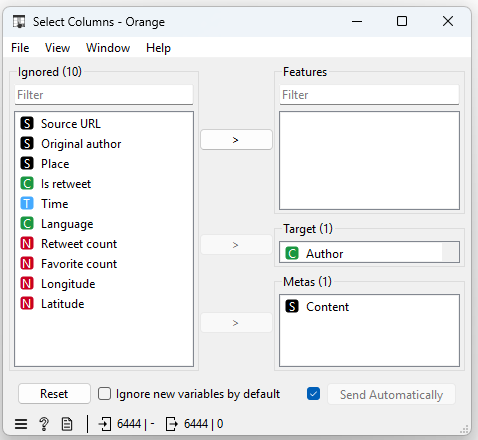 Select Columns - Orange
File View Window Help
Ignored (10)
Filter
S Source URL
S Original author
S Place
C Is retweet
T Time
C Language
N Retweet count
N Favorite count
N Longitude
N Latitude
>
>
>
Features
Filter
Target (1)
C Author
Metas (1)
S Content
Reset
Ignore new variables by default
Send Automatically
? 6444 | - 6444 | 0